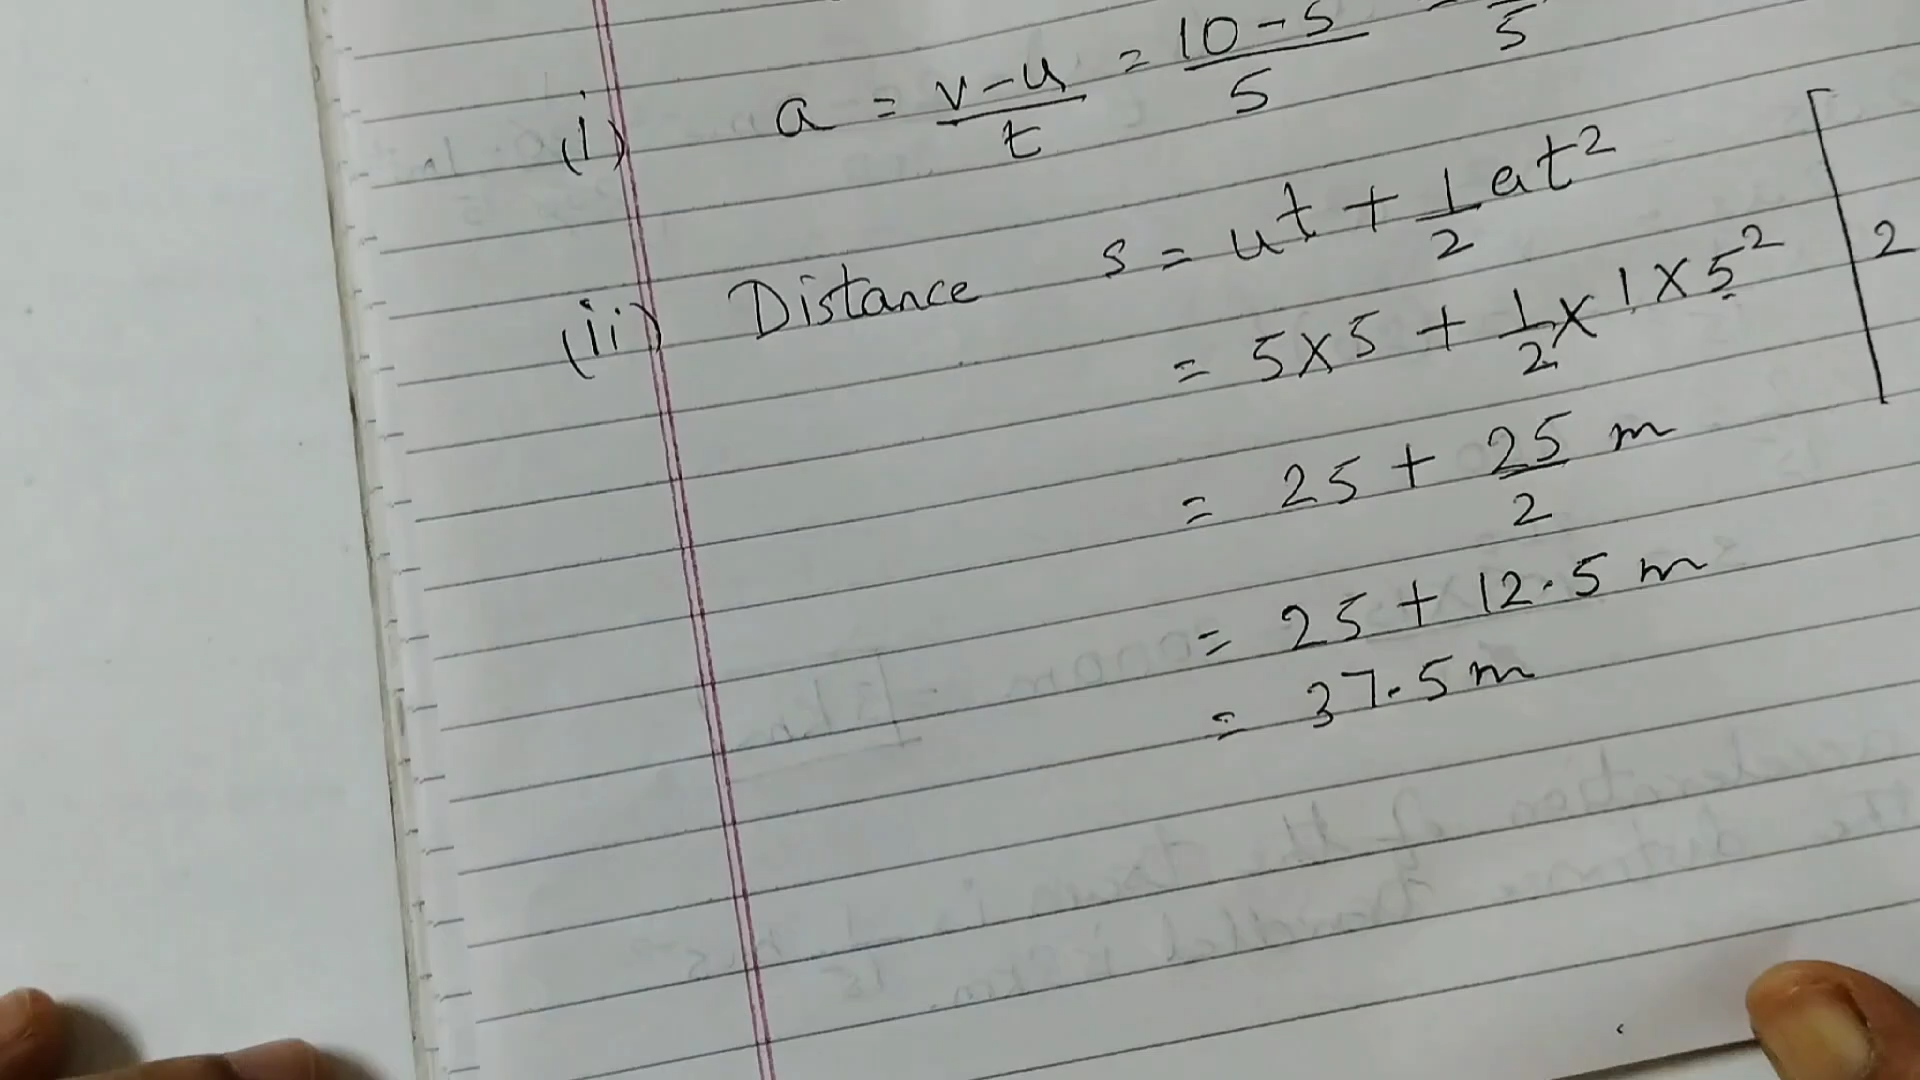 (i) a = v-u/t = 10-5/5 = /5
(ii) Distance s = ut + 1/2 at²
= 5×5 + 1/2 × 1 × 5² 2
= 25 + 25/2 m
= 25 + 12.5 m
= 37.5 m